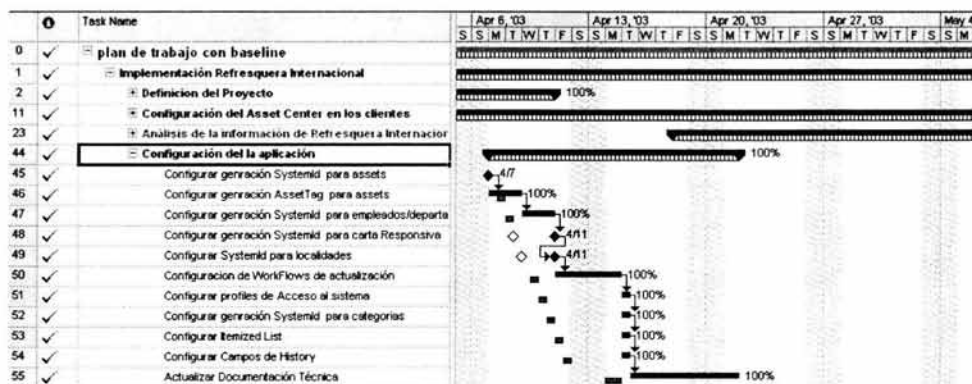 Task Name
Apr 6, '03 Apr 13, '03 Apr 20, '03 Apr 27, '03 May 4
S S M T W T F S S M T W T F S S M T W T F S S M T W T F S S M
0 plan de trabajo con baseline
1 Implementación Refresquera Internacional
2 Definicion del Proyecto 100%
11 Configuración del Asset Center en los clientes
23 Análisis de la información de Refresquera Internacior
44 Configuración del la aplicación 100%
45 Configurar genración SystemId para assets 4/7
46 Configurar genración AssetTag para assets 100%
47 Configurar genración SystemId para empleados/departa 100%
48 Configurar genración SystemId para carta Responsiva 4/11
49 Configurar SystemId para localidades 4/11
50 Configuracion de WorkFlows de actualización 100%
51 Configurar profiles de Acceso al sistema 100%
52 Configurar genración SystemId para categorias 100%
53 Configurar Itemized List 100%
54 Configurar Campos de History 100%
55 Actualizar Documentación Técnica 100%